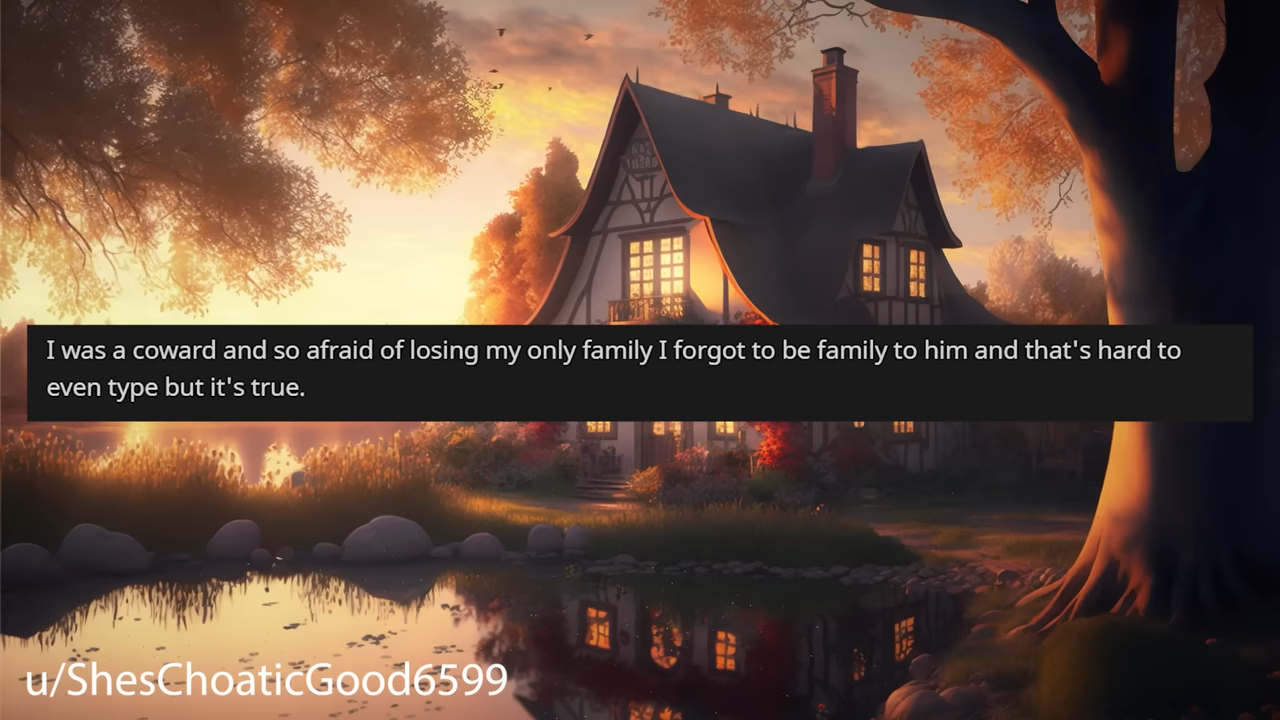 I was a coward and so afraid of losing my only family I forgot to be family to him and that's hard to
even type but it's true.
u/ShesChoaticGood6599